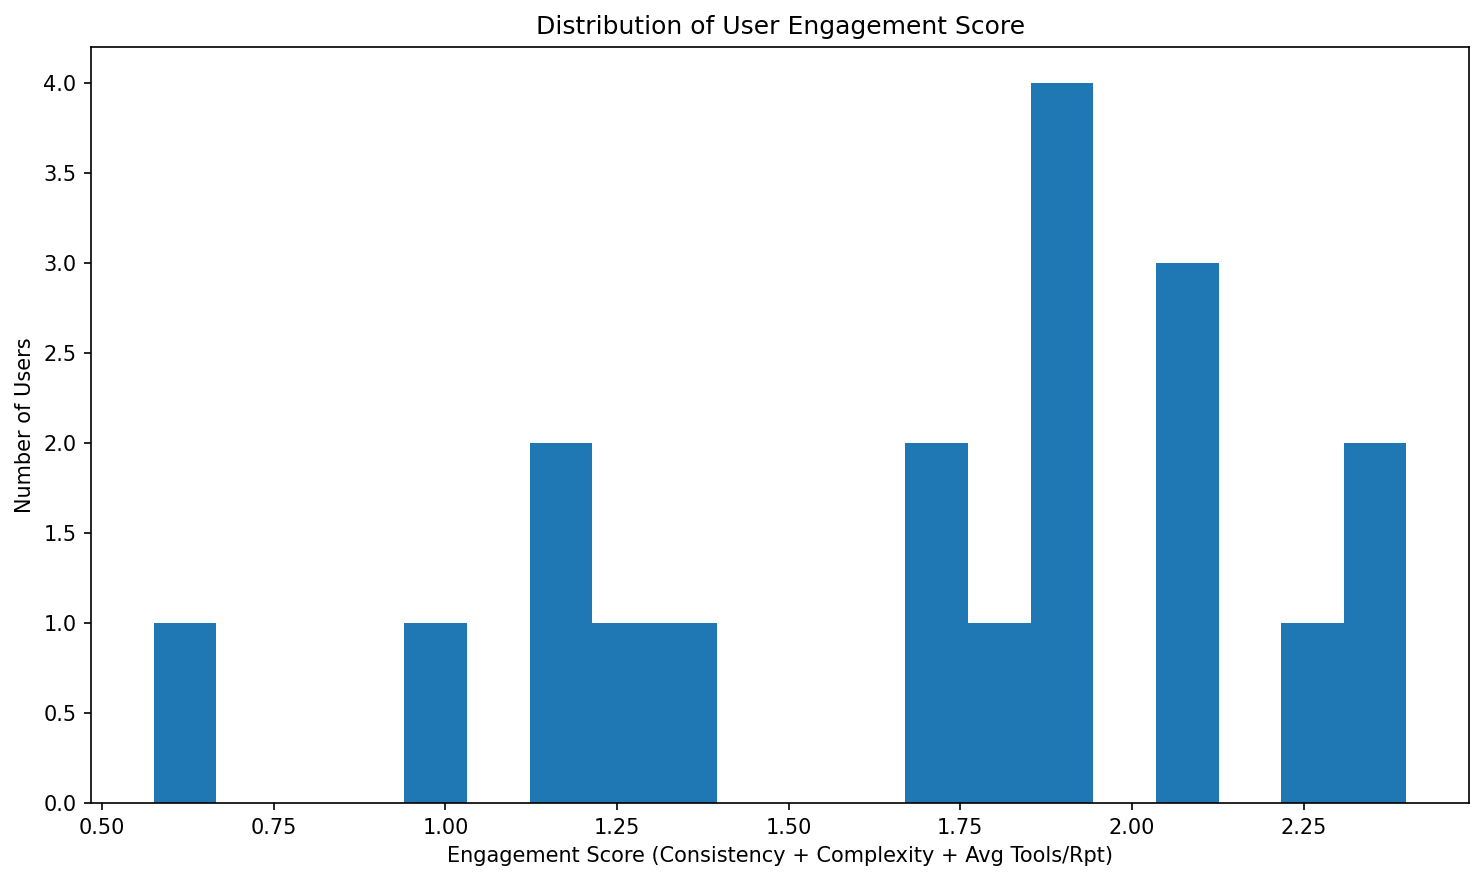 Distribution of User Engagement Score
4.0
3.5
3.0
2.5
2.0
1.5
1.0
0.5
0.0
Number of Users
0.50 0.75 1.00 1.25 1.50 1.75 2.00 2.25
Engagement Score (Consistency + Complexity + Avg Tools/Rpt)